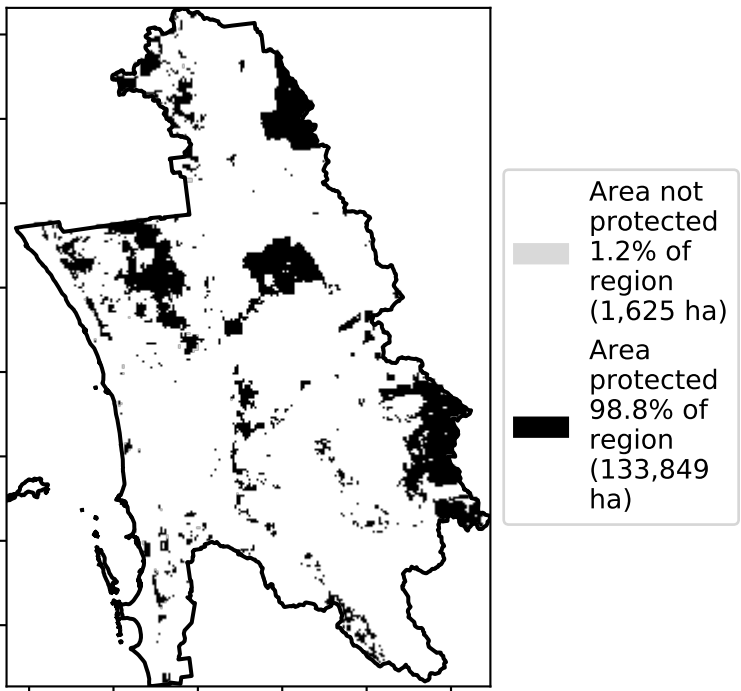 Area not
protected
1.2% of
region
(1,625 ha)
Area
protected
98.8% of
region
(133,849
ha)